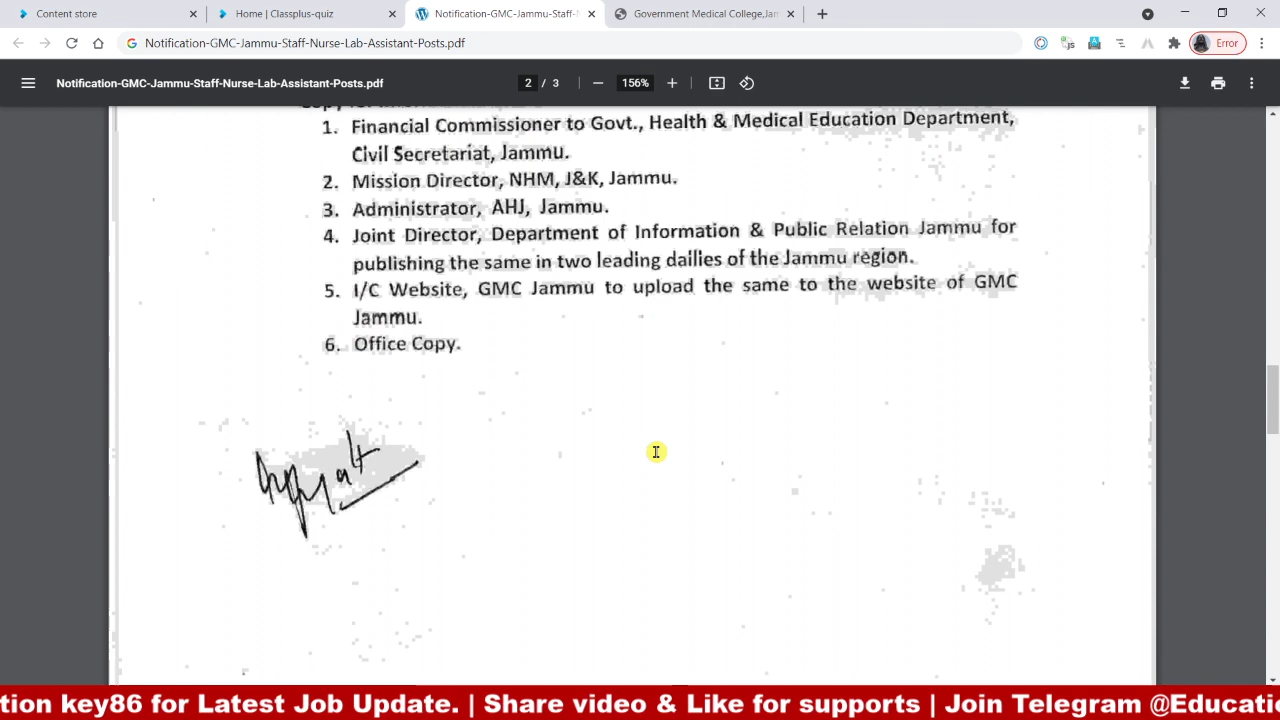 Content store
Home | Classplus-quiz
Notification-GMC-Jammu-Staff-N
Government Medical College,Jam
Notification-GMC-Jammu-Staff-Nurse-Lab-Assistant-Posts.pdf
Error
Notification-GMC-Jammu-Staff-Nurse-Lab-Assistant-Posts.pdf
2 / 3
156%
1. Financial Commissioner to Govt., Health & Medical Education Department,
Civil Secretariat, Jammu.
2. Mission Director, NHM, J&K, Jammu.
3. Administrator, AHJ, Jammu.
4. Joint Director, Department of Information & Public Relation Jammu for
publishing the same in two leading dailies of the Jammu region.
5. I/C Website, GMC Jammu to upload the same to the website of GMC
Jammu.
6. Office Copy.
tion key86 for Latest Job Update. | Share video & Like for supports | Join Telegram @Educatio